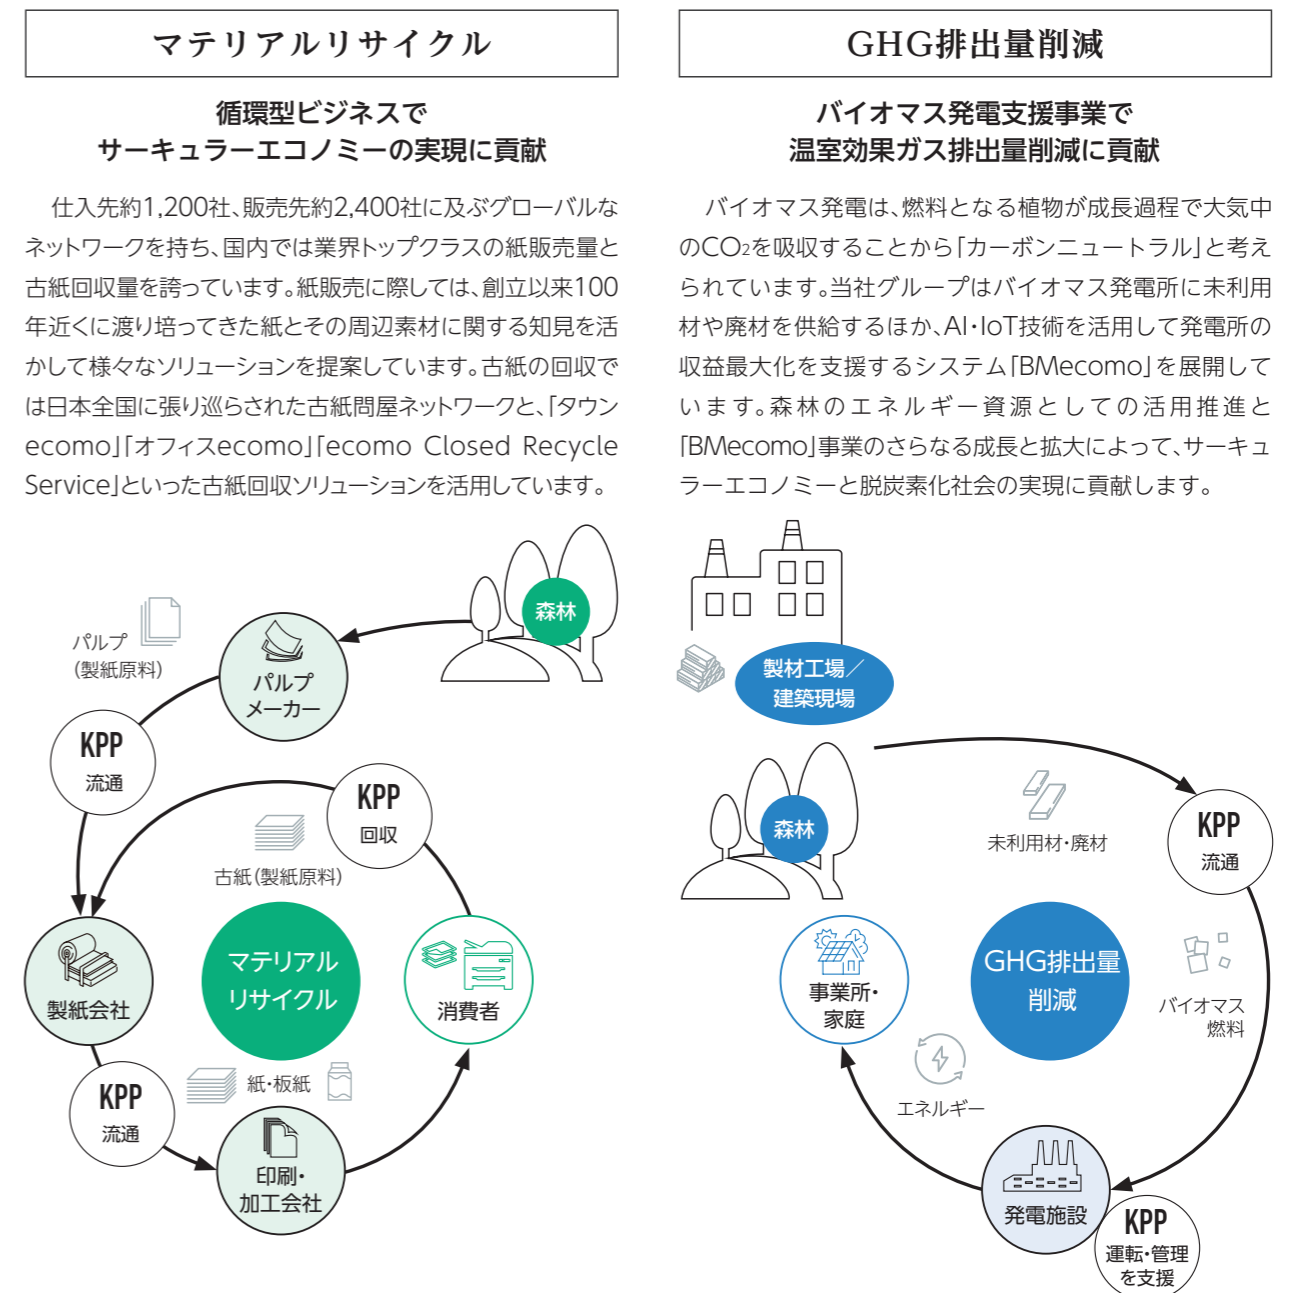 マテリアルリサイクル
循環型ビジネスで
サーキュラーエコノミーの実現に貢献
仕入先約1,200社、販売先約2,400社に及ぶグローバルな
ネットワークを持ち、国内では業界トップクラスの紙販売量と
古紙回収量を誇っています。紙販売に際しては、創立以来100
年近くに渡り培ってきた紙とその周辺素材に関する知見を活
かして様々なソリューションを提案しています。古紙の回収で
は日本全国に張り巡らされた古紙問屋ネットワークと、「タウン
ecomo」「オフィスecomo」「ecomo Closed Recycle
Service」といった古紙回収ソリューションを活用しています。
森林
パルプ
(製紙原料)
パルプ
メーカー
KPP
流通
KPP
回収
古紙(製紙原料)
マテリアル
リサイクル
製紙会社
消費者
紙・板紙
KPP
流通
印刷・
加工会社
GHG排出量削減
バイオマス発電支援事業で
温室効果ガス排出量削減に貢献
バイオマス発電は、燃料となる植物が成長過程で大気中
のCO₂を吸収することから「カーボンニュートラル」と考え
られています。当社グループはバイオマス発電所に未利用
材や廃材を供給するほか、AI・IoT技術を活用して発電所の
収益最大化を支援するシステム「BMecomo」を展開して
います。森林のエネルギー資源としての活用推進と
「BMecomo」事業のさらなる成長と拡大によって、サーキュ
ラーエコノミーと脱炭素化社会の実現に貢献します。
製材工場／
建築現場
森林
未利用材・廃材
KPP
流通
GHG排出量
削減
バイオマス
燃料
事業所・
家庭
エネルギー
発電施設
KPP
運転・管理
を支援